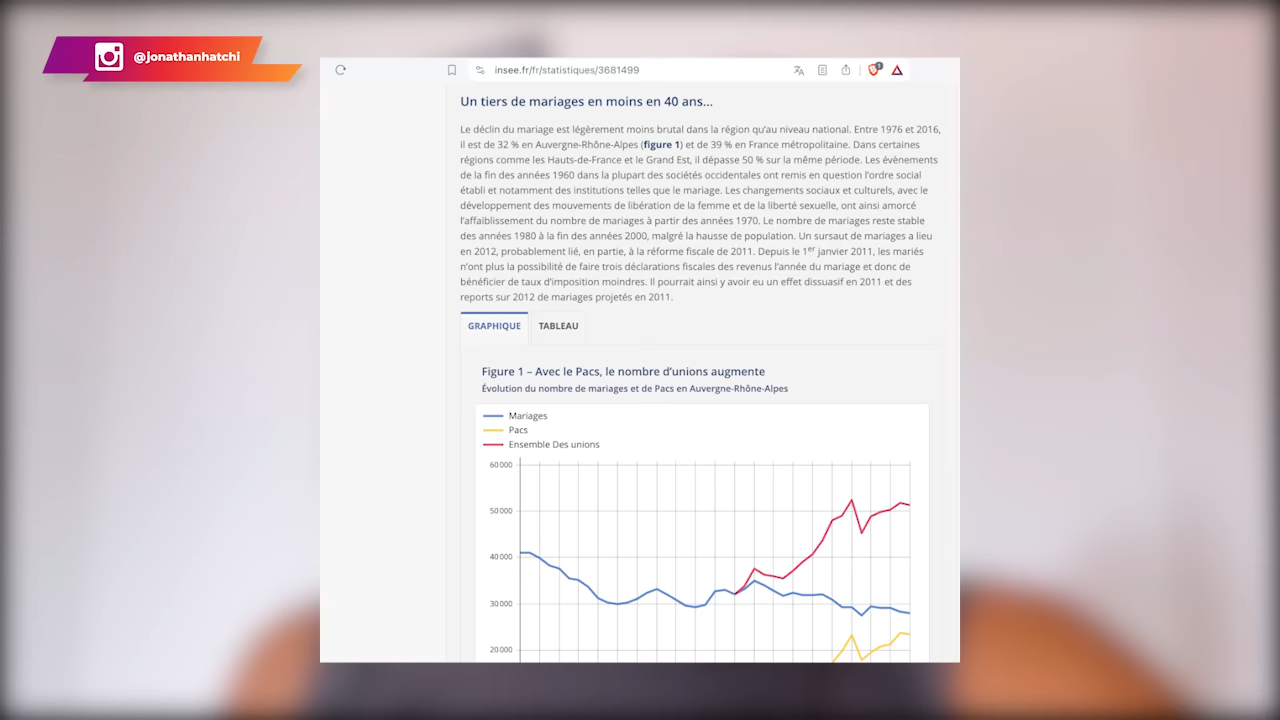 @jonathanhatchi
insee.fr/fr/statistiques/3681499
Un tiers de mariages en moins en 40 ans...
Le déclin du mariage est légèrement moins brutal dans la région qu'au niveau national. Entre 1976 et 2016,
il est de 32 % en Auvergne-Rhône-Alpes (figure 1) et de 39 % en France métropolitaine. Dans certaines
régions comme les Hauts-de-France et le Grand Est, il dépasse 50 % sur la même période. Les évènements
de la fin des années 1960 dans la plupart des sociétés occidentales ont remis en question l'ordre social
établi et notamment des institutions telles que le mariage. Les changements sociaux et culturels, avec le
développement des mouvements de libération de la femme et de la liberté sexuelle, ont ainsi amorcé
l'affaiblissement du nombre de mariages à partir des années 1970. Le nombre de mariages reste stable
des années 1980 à la fin des années 2000, malgré la hausse de population. Un sursaut de mariages a lieu
en 2012, probablement lié, en partie, à la réforme fiscale de 2011. Depuis le 1er janvier 2011, les mariés
n'ont plus la possibilité de faire trois déclarations fiscales des revenus l'année du mariage et donc de
bénéficier de taux d'imposition moindres. Il pourrait ainsi y avoir eu un effet dissuasif en 2011 et des
reports sur 2012 de mariages projetés en 2011.
GRAPHIQUE TABLEAU
Figure 1 – Avec le Pacs, le nombre d'unions augmente
Évolution du nombre de mariages et de Pacs en Auvergne-Rhône-Alpes
Mariages
Pacs
Ensemble Des unions
60 000
50 000
40 000
30 000
20 000